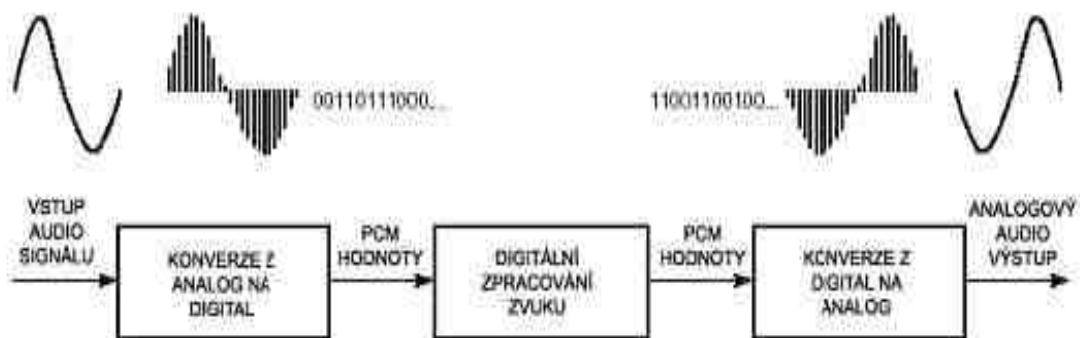 00110111000...
11001100100...
VSTUP
AUDIO
SIGNÁLU
KONVERZE Z
ANALOG NA
DIGITAL
PCM
HODNOTY
DIGITÁLNÍ
ZPRACOVÁNÍ
ZVUKU
PCM
HODNOTY
KONVERZE Z
DIGITAL NA
ANALOG
ANALOGOVÝ
AUDIO
VÝSTUP